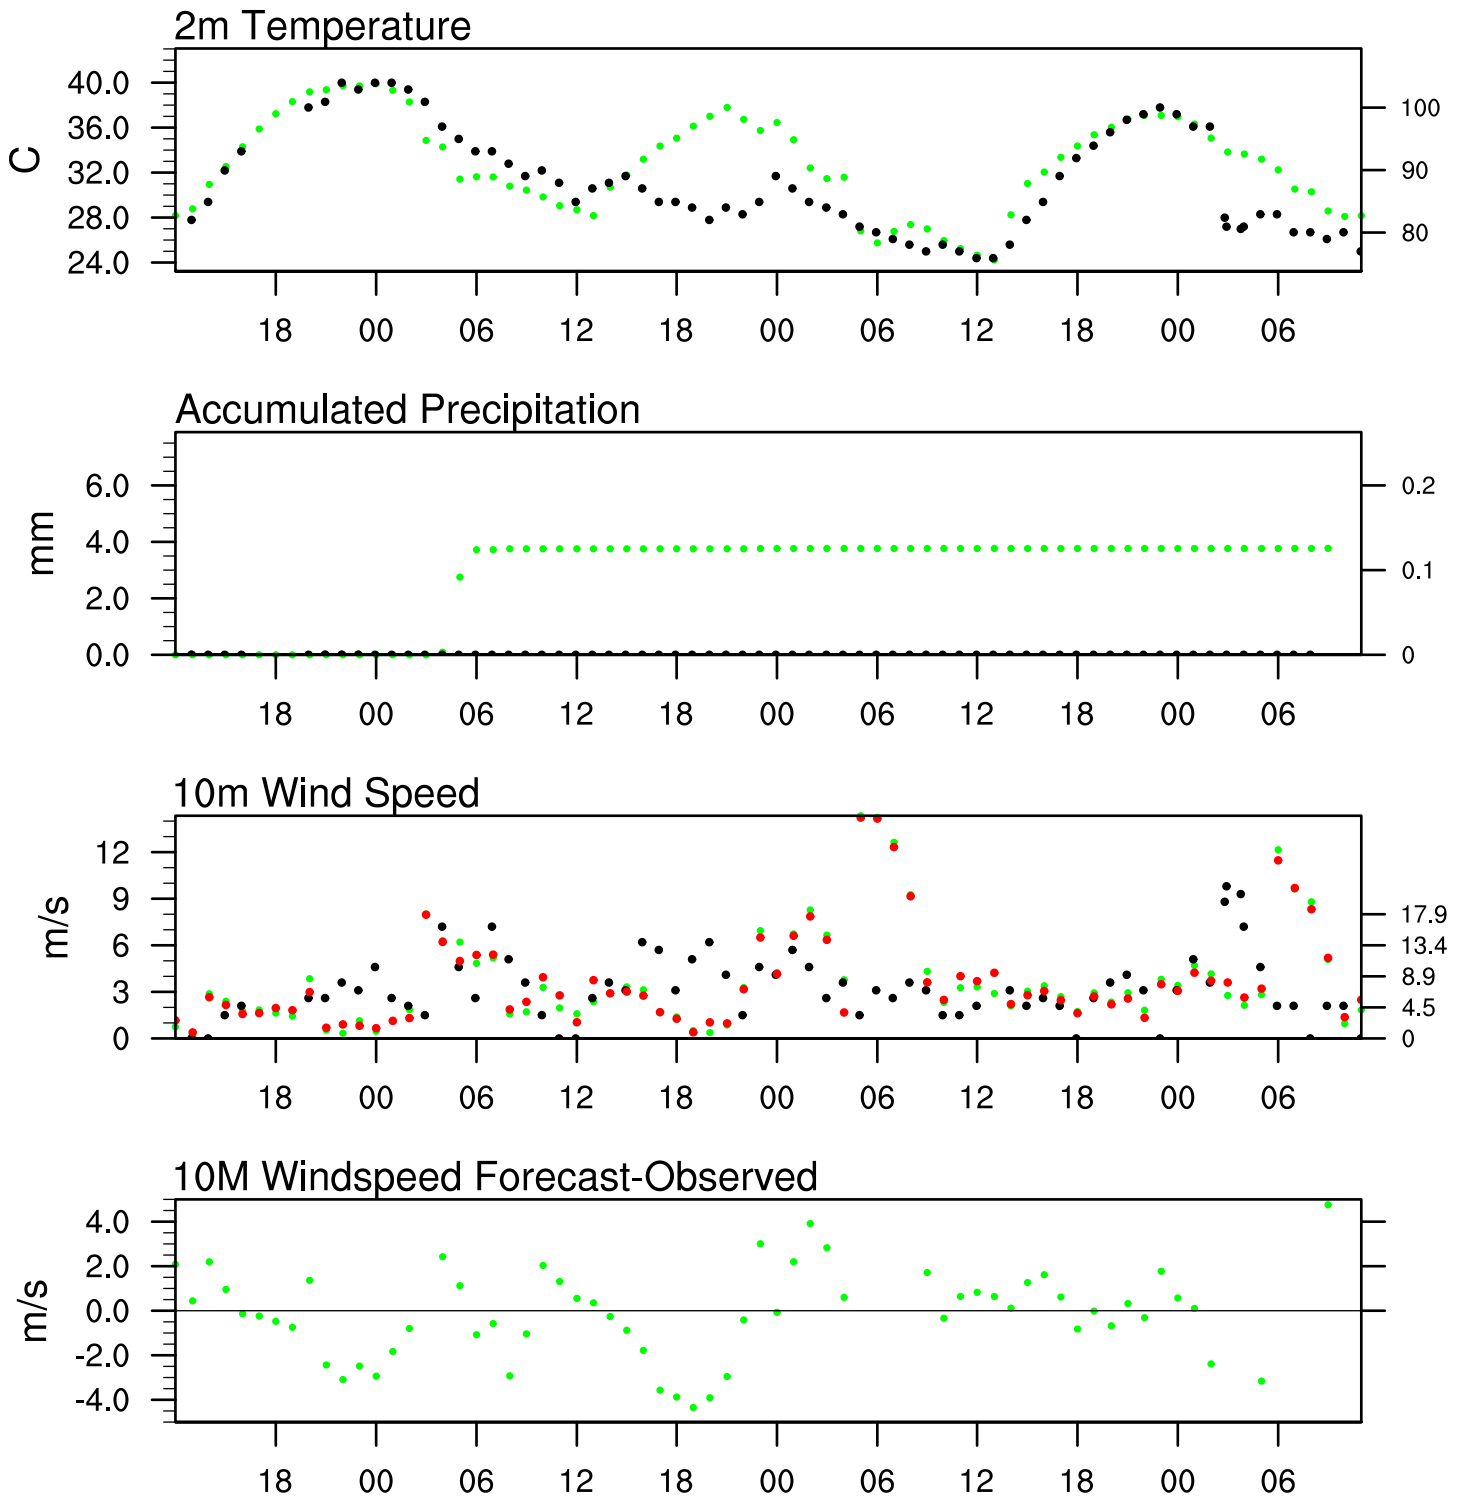 2m Temperature
40.0
36.0
32.0
28.0
24.0
C
100
90
80
18 00 06 12 18 00 06 12 18 00 06
Accumulated Precipitation
6.0
4.0
2.0
0.0
mm
0.2
0.1
0
18 00 06 12 18 00 06 12 18 00 06
10m Wind Speed
12
9
6
3
0
m/s
17.9
13.4
8.9
4.5
0
18 00 06 12 18 00 06 12 18 00 06
10M Windspeed Forecast-Observed
4.0
2.0
0.0
-2.0
-4.0
m/s
18 00 06 12 18 00 06 12 18 00 06